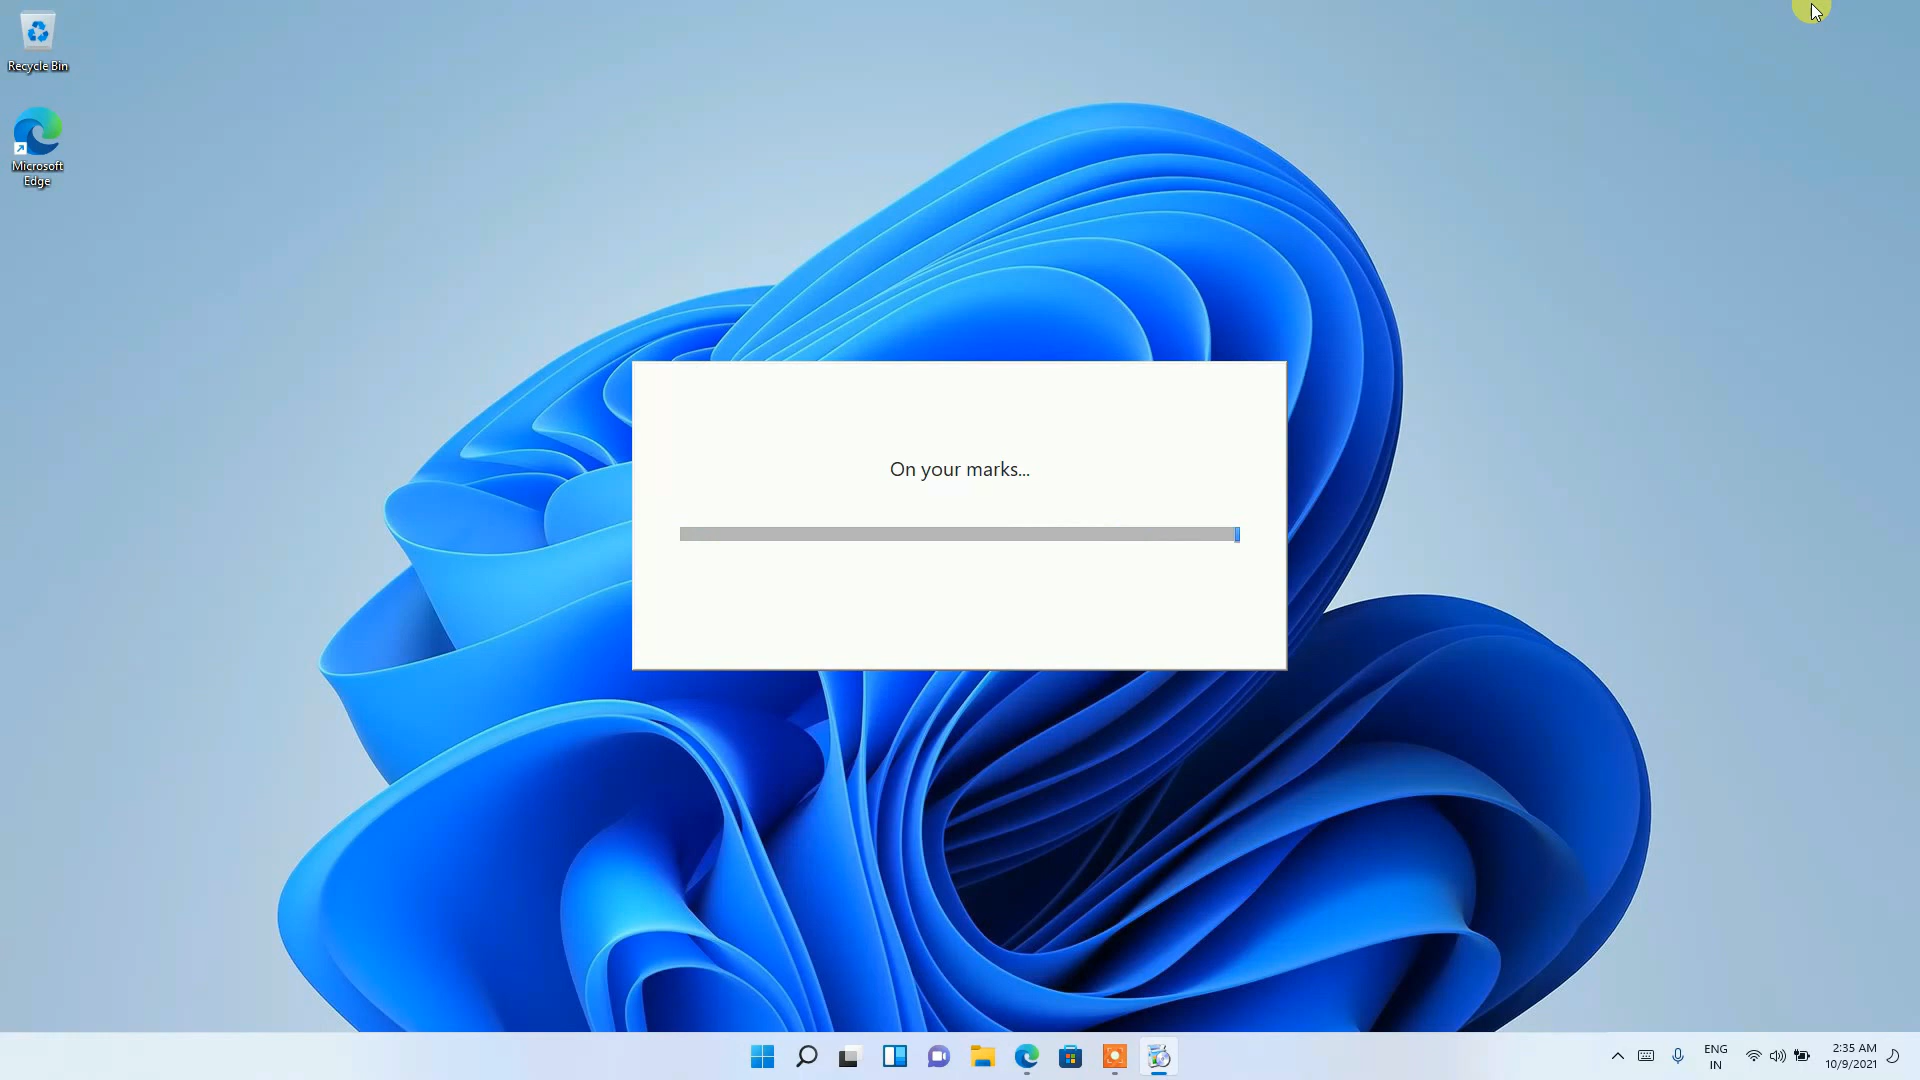 Recycle Bin
Microsoft
Edge
On your marks...
ENG
IN
2:35 AM
10/9/2021